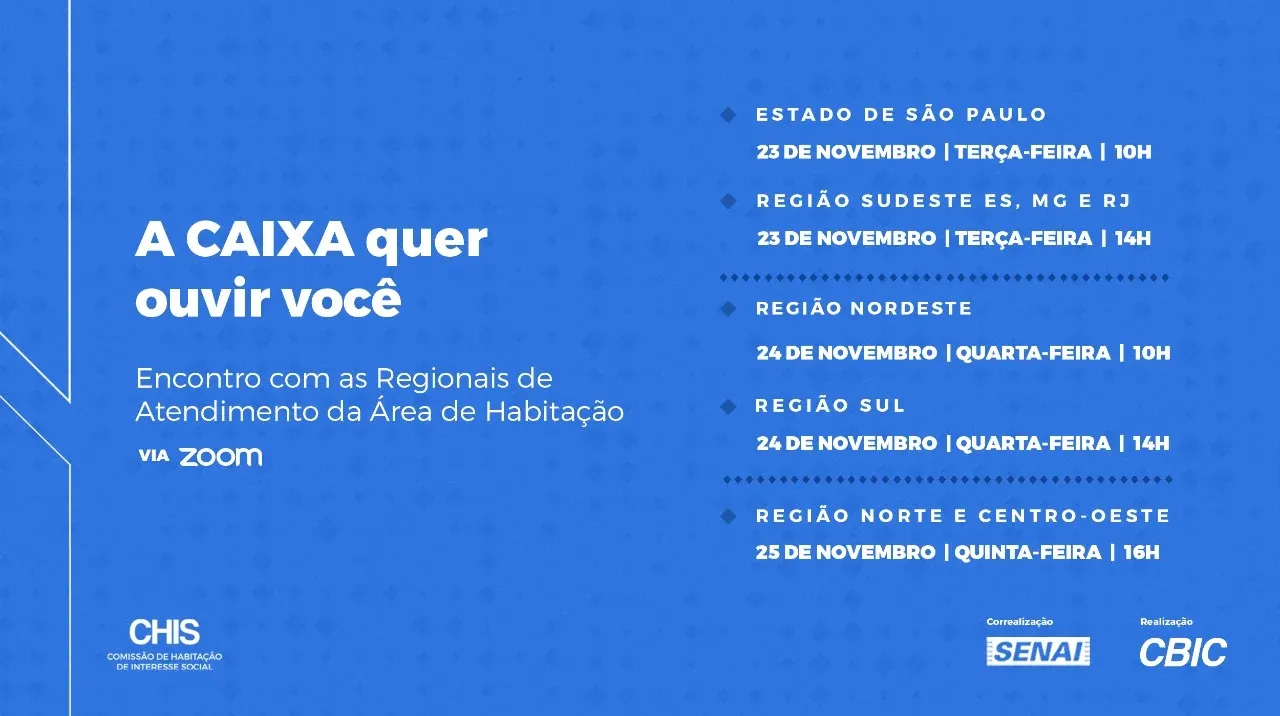 A CAIXA quer
ouvir você
Encontro com as Regionais de
Atendimento da Área de Habitação
VIA zoom
ESTADO DE SÃO PAULO
23 DE NOVEMBRO | TERÇA-FEIRA | 10H
REGIÃO SUDESTE ES, MG E RJ
23 DE NOVEMBRO | TERÇA-FEIRA | 14H
REGIÃO NORDESTE
24 DE NOVEMBRO | QUARTA-FEIRA | 10H
REGIÃO SUL
24 DE NOVEMBRO | QUARTA-FEIRA | 14H
REGIÃO NORTE E CENTRO-OESTE
25 DE NOVEMBRO | QUINTA-FEIRA | 16H
CHIS
COMISSÃO DE HABITAÇÃO
DE INTERESSE SOCIAL
Correalização
SENAI
Realização
CBIC